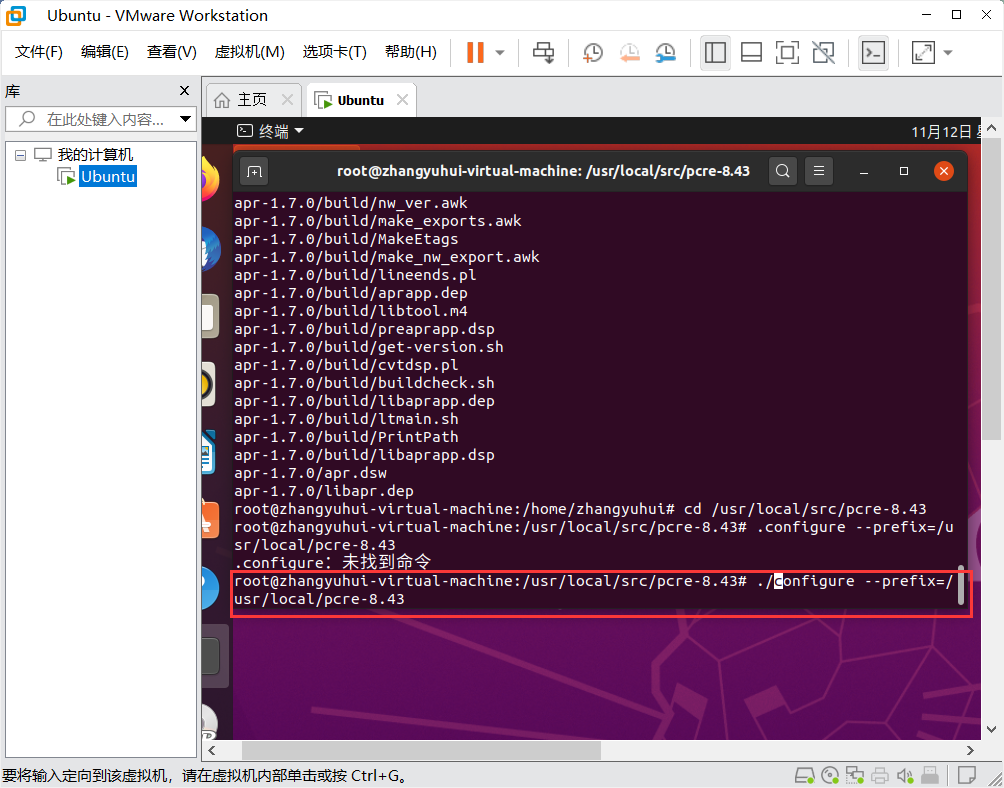 Ubuntu - VMware Workstation
文件(F) 编辑(E) 查看(V) 虚拟机(M) 选项卡(T) 帮助(H)
库
在此处键入内容...
我的计算机
Ubuntu
主页
Ubuntu
终端
11月12日
root@zhangyuhui-virtual-machine: /usr/local/src/pcre-8.43
apr-1.7.0/build/nw_ver.awk
apr-1.7.0/build/make_exports.awk
apr-1.7.0/build/MakeEtags
apr-1.7.0/build/make_nw_export.awk
apr-1.7.0/build/lineends.pl
apr-1.7.0/build/aprapp.dep
apr-1.7.0/build/libtool.m4
apr-1.7.0/build/preaprapp.dsp
apr-1.7.0/build/get-version.sh
apr-1.7.0/build/cvtdsp.pl
apr-1.7.0/build/buildcheck.sh
apr-1.7.0/build/libaprapp.dep
apr-1.7.0/build/ltmain.sh
apr-1.7.0/build/PrintPath
apr-1.7.0/build/libaprapp.dsp
apr-1.7.0/apr.dsw
apr-1.7.0/libapr.dep
root@zhangyuhui-virtual-machine:/home/zhangyuhui# cd /usr/local/src/pcre-8.43
root@zhangyuhui-virtual-machine:/usr/local/src/pcre-8.43# .configure --prefix=/u
sr/local/pcre-8.43
.configure：未找到命令
root@zhangyuhui-virtual-machine:/usr/local/src/pcre-8.43# ./configure --prefix=/
usr/local/pcre-8.43
要将输入定向到该虚拟机，请在虚拟机内部单击或按 Ctrl+G。